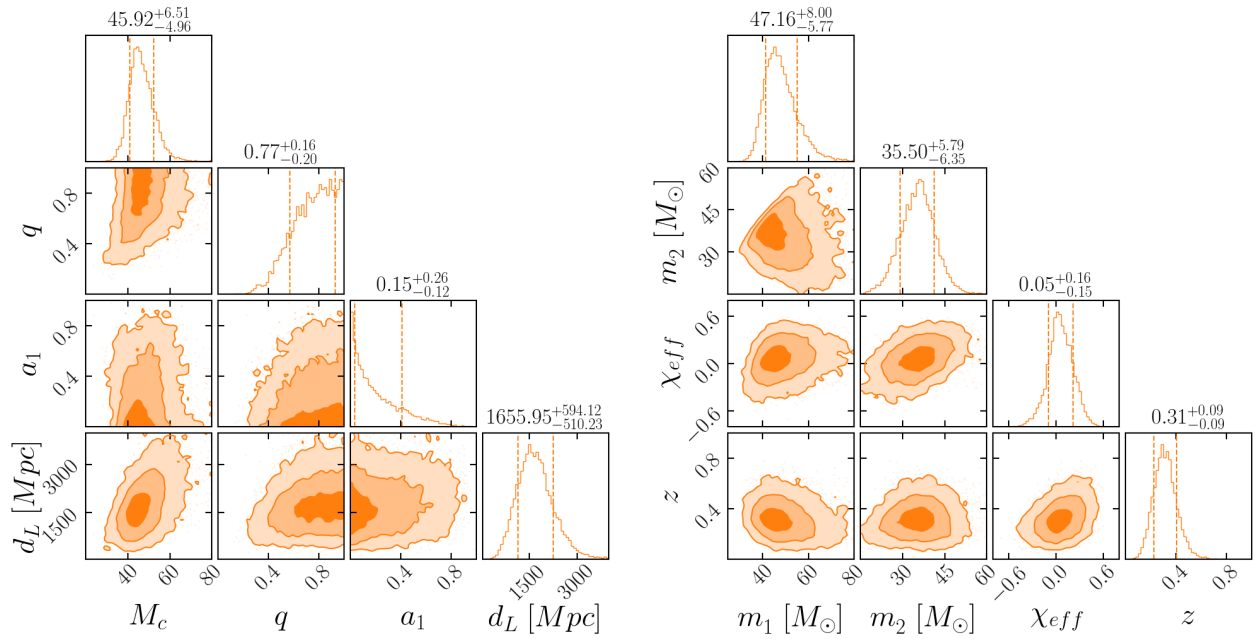 45.92^{+6.51}_{-4.96}
47.16^{+8.00}_{-5.77}
0.77^{+0.16}_{-0.20}
35.50^{+5.79}_{-6.35}
q
0.8
0.4
0.15^{+0.26}_{-0.12}
m_2 [M_⊙]
60
45
30
0.05^{+0.16}_{-0.15}
a_1
0.8
0.4
1655.95^{+594.12}_{-510.23}
χ_{eff}
0.6
0.0
−0.6
0.31^{+0.09}_{-0.09}
d_L [Mpc]
3000
1500
z
0.8
0.4
40 60 80 0.4 0.8 0.4 0.8 1500 3000
40 60 80 30 45 60 −0.6 0.0 0.6 0.4 0.8
M_c q a_1 d_L [Mpc]
m_1 [M_⊙] m_2 [M_⊙] χ_{eff} z